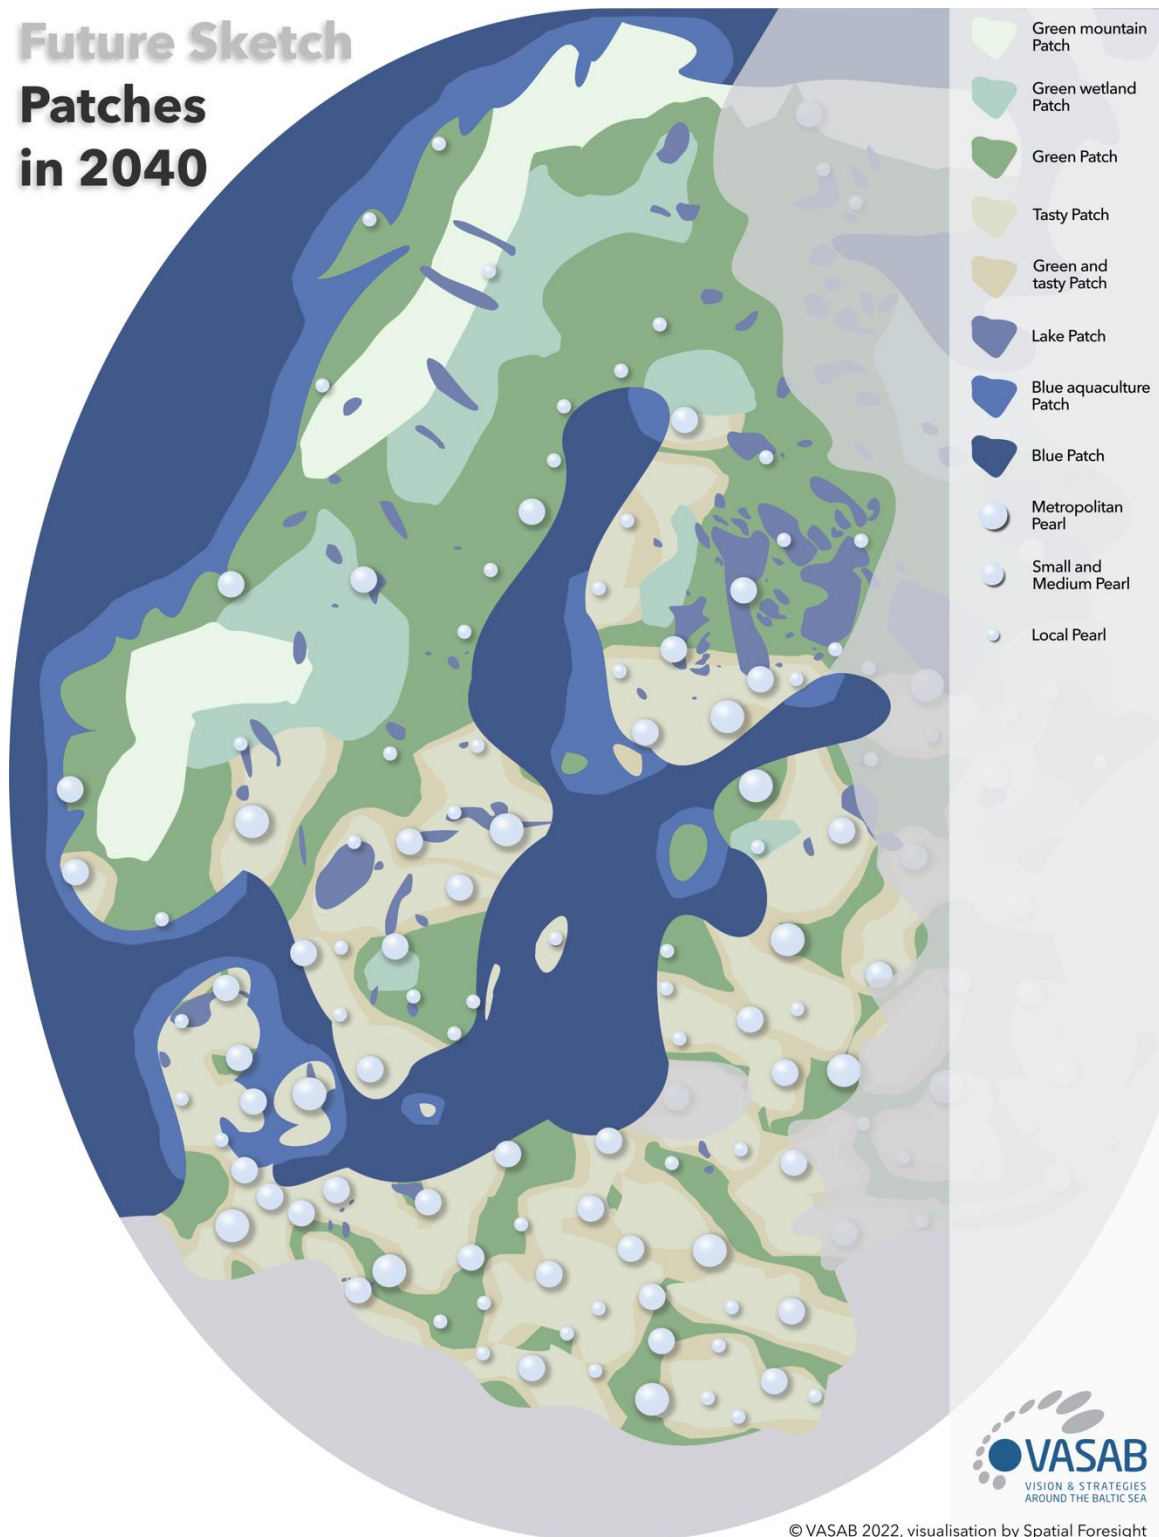 Future Sketch
Patches
in 2040
Green mountain
Patch
Green wetland
Patch
Green Patch
Tasty Patch
Green and
tasty Patch
Lake Patch
Blue aquaculture
Patch
Blue Patch
Metropolitan
Pearl
Small and
Medium Pearl
Local Pearl
VASAB
VISION & STRATEGIES
AROUND THE BALTIC SEA
© VASAB 2022, visualisation by Spatial Foresight